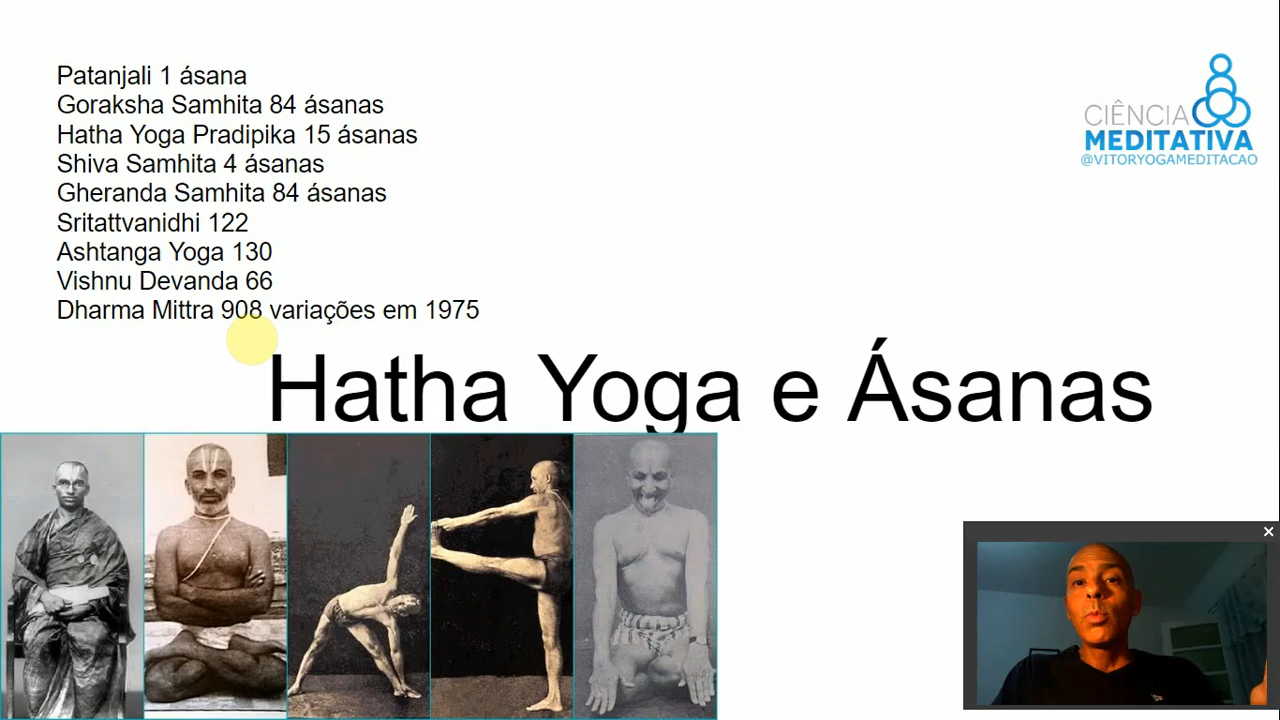 Patanjali 1 ásana
Goraksha Samhita 84 ásanas
Hatha Yoga Pradipika 15 ásanas
Shiva Samhita 4 ásanas
Gheranda Samhita 84 ásanas
Sritattvanidhi 122
Ashtanga Yoga 130
Vishnu Devanda 66
Dharma Mittra 908 variações em 1975
CIÊNCIA
MEDITATIVA
@VITORYOGAMEDITACAO
Hatha Yoga e Ásanas